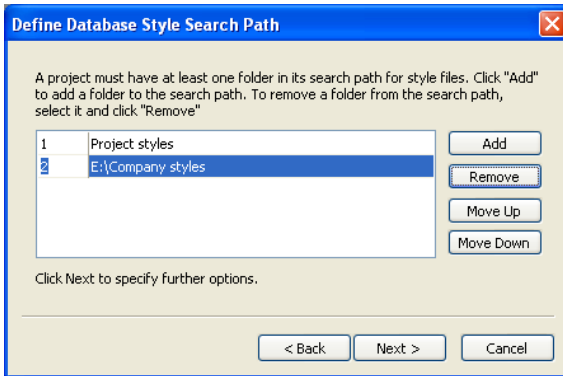 Define Database Style Search Path
A project must have at least one folder in its search path for style files. Click "Add"
to add a folder to the search path. To remove a folder from the search path,
select it and click "Remove"
1 Project styles
2 E:\Company styles
Add
Remove
Move Up
Move Down
Click Next to specify further options.
< Back Next > Cancel